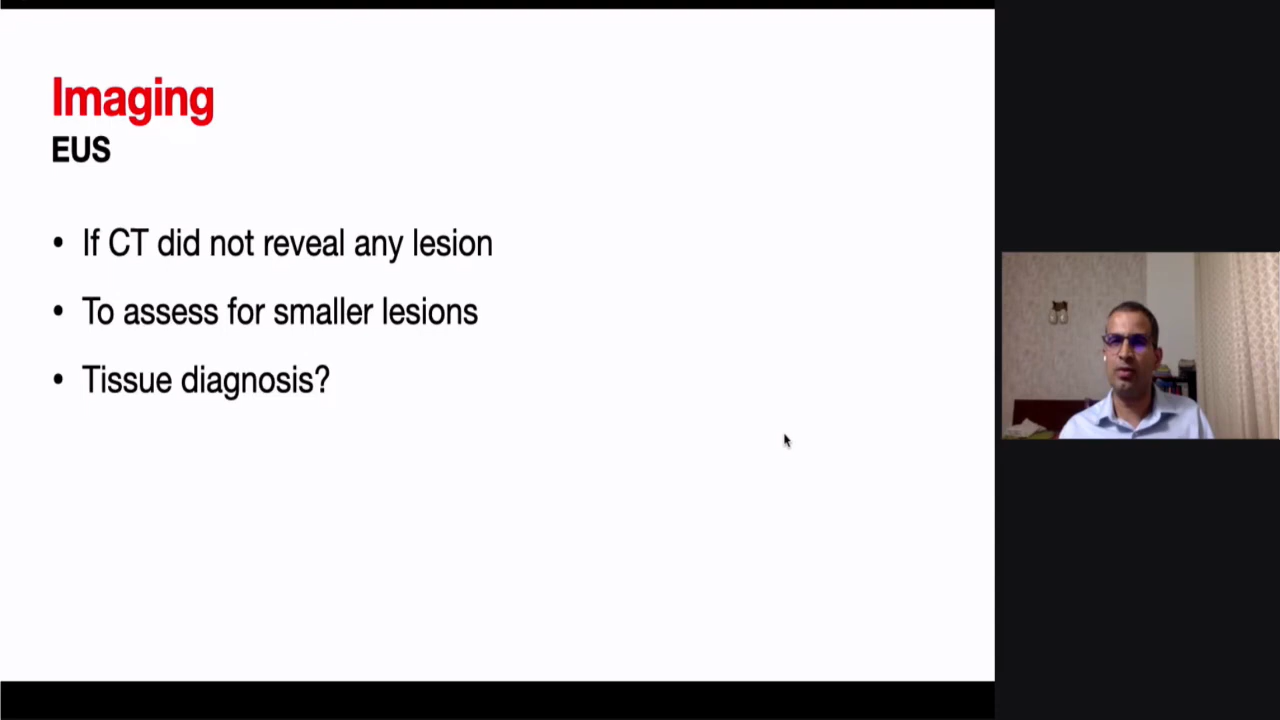 Imaging
EUS
• If CT did not reveal any lesion
• To assess for smaller lesions
• Tissue diagnosis?